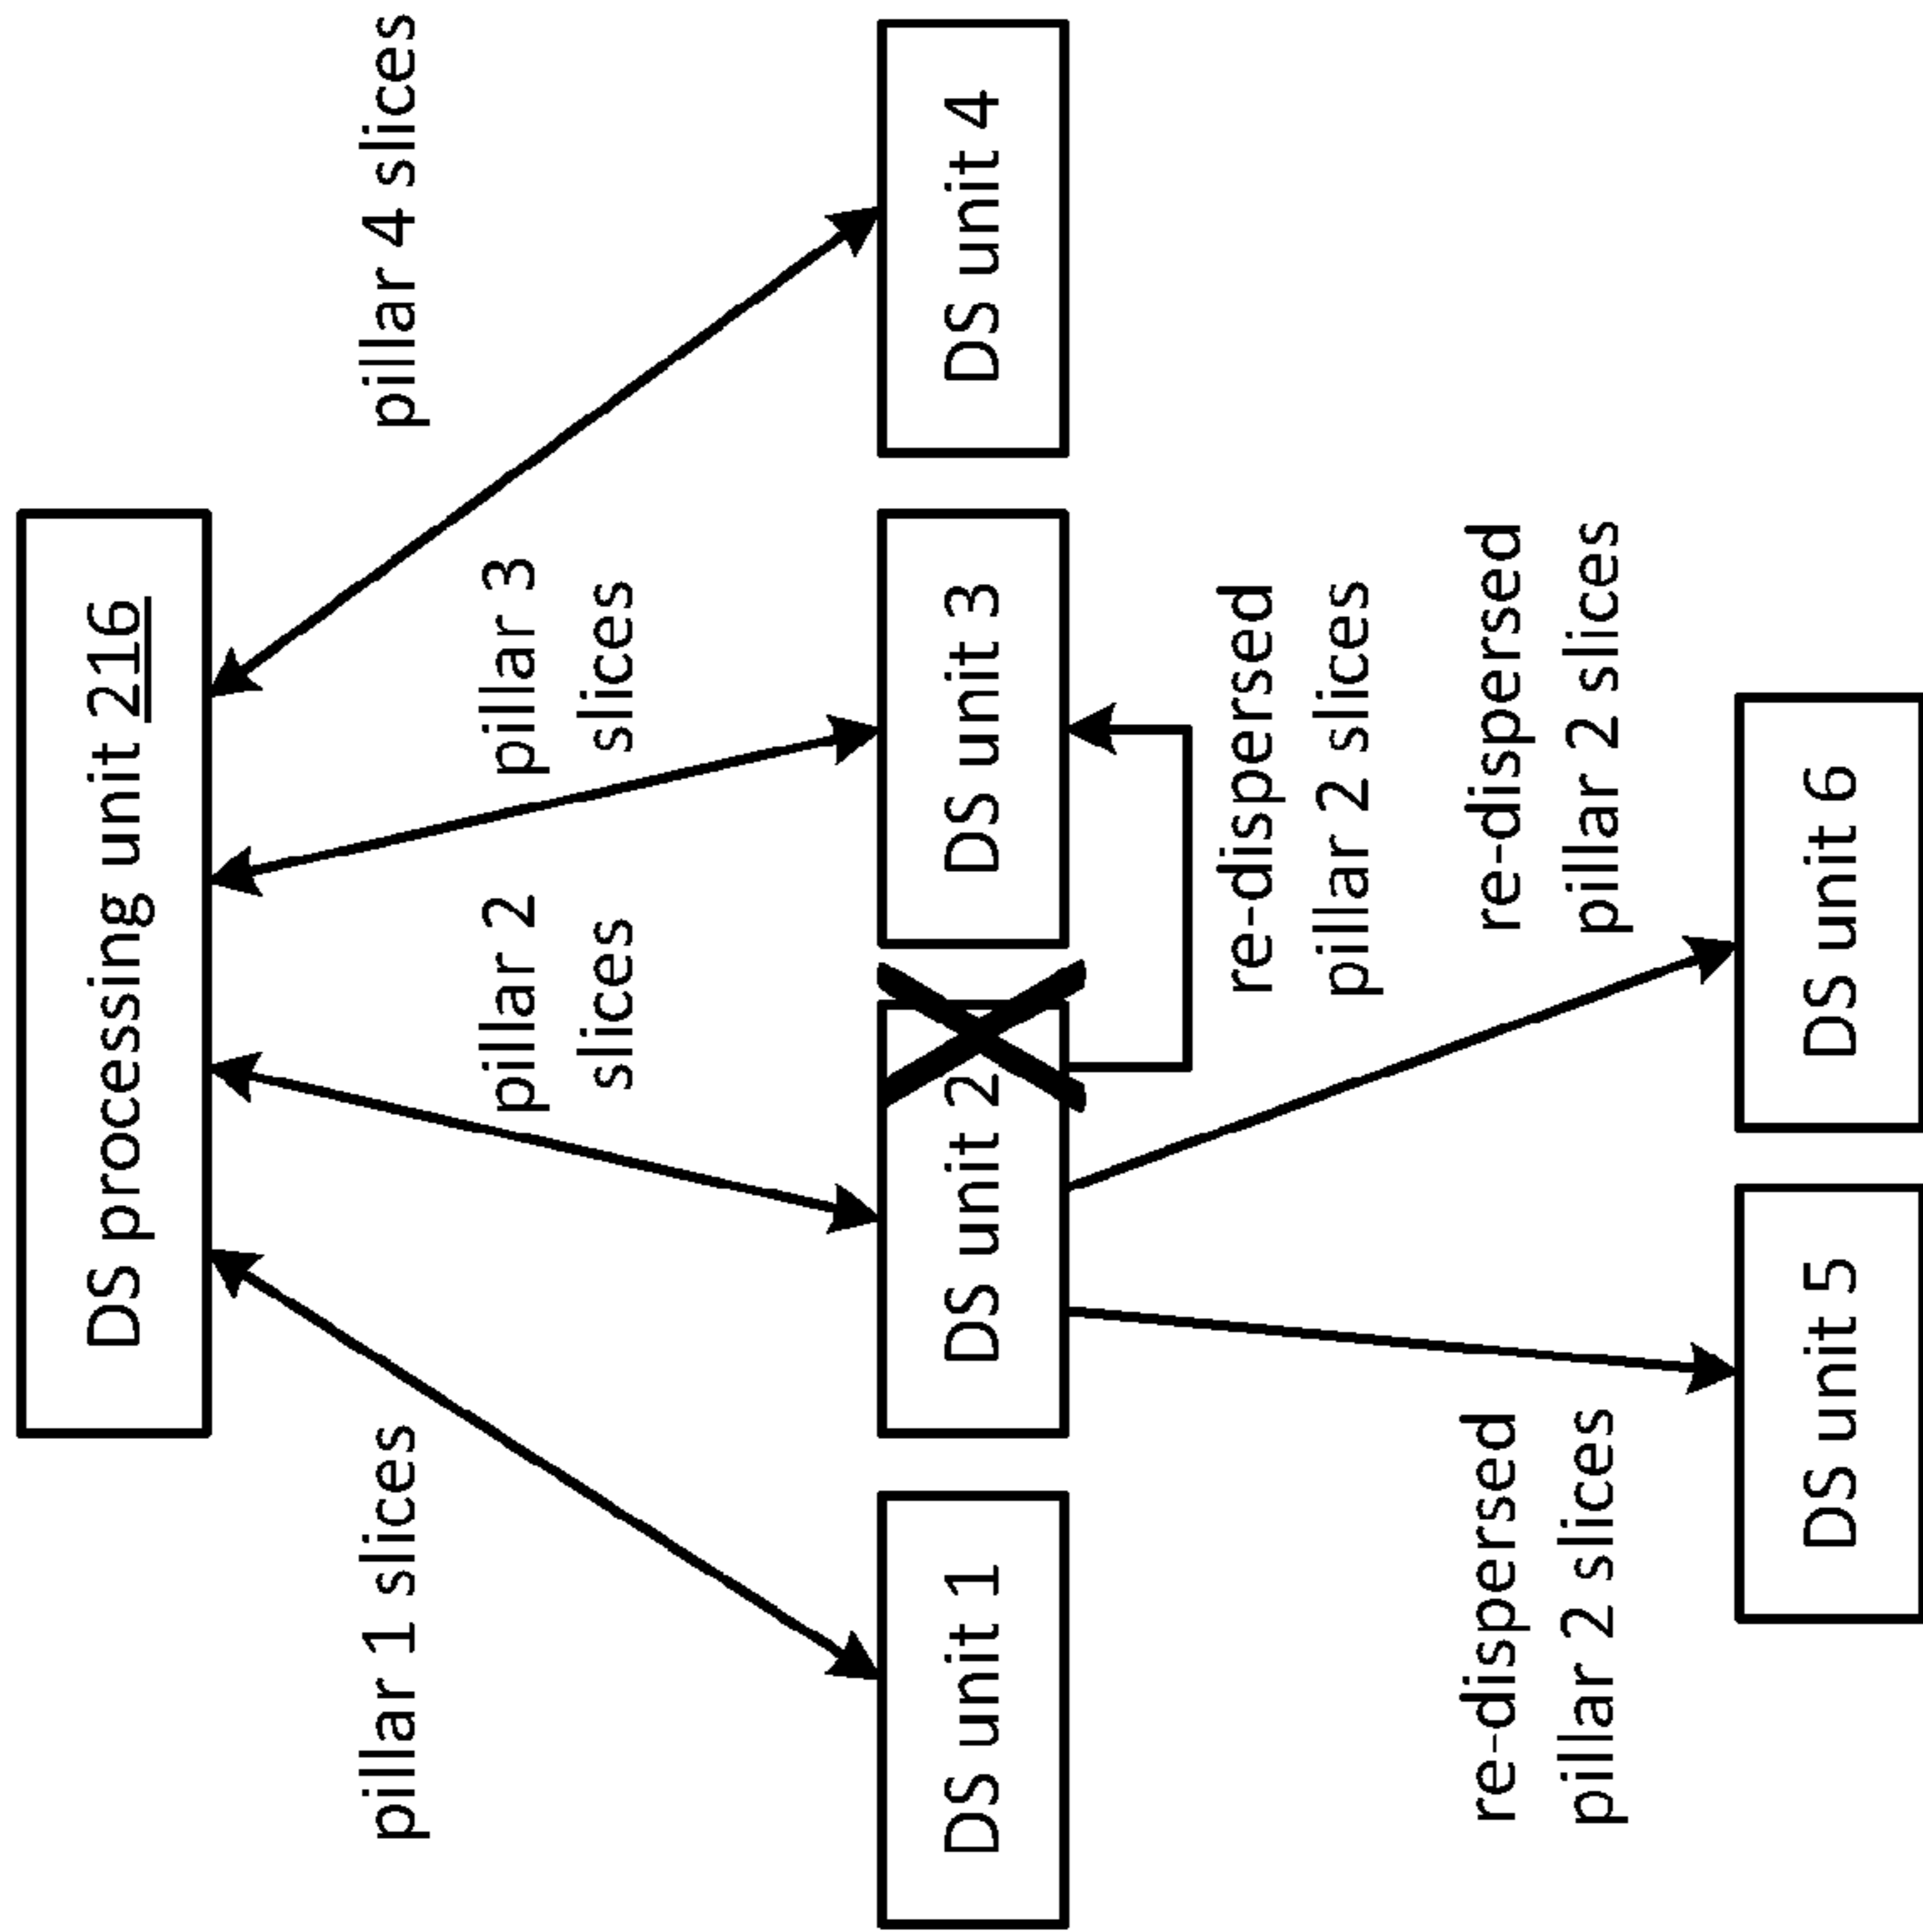 DS processing unit 216
pillar 1 slices
pillar 2
slices
pillar 3
slices
pillar 4 slices
DS unit 1
DS unit 2
DS unit 3
DS unit 4
re-dispersed
pillar 2 slices
re-dispersed
pillar 2 slices
re-dispersed
pillar 2 slices
DS unit 5
DS unit 6